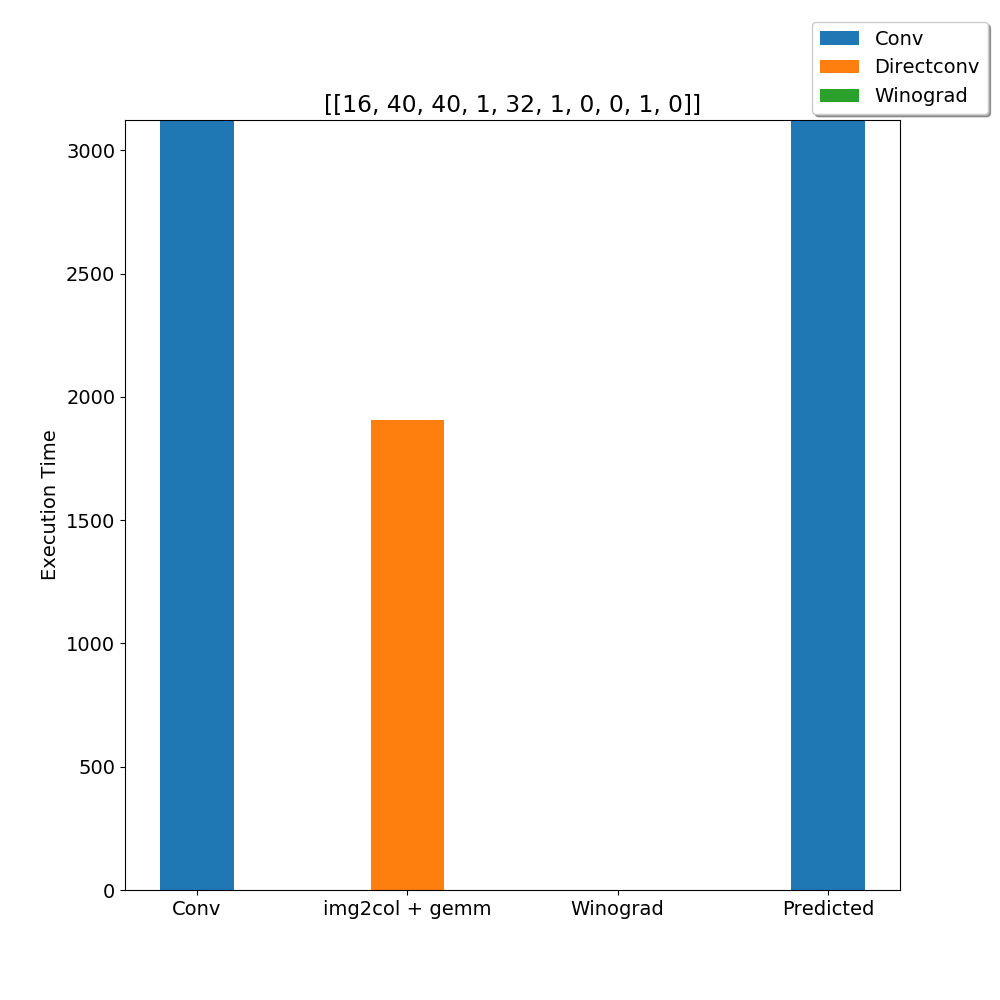 Conv
Directconv
Winograd
[[16, 40, 40, 1, 32, 1, 0, 0, 1, 0]]
3000
2500
2000
1500
1000
500
0
Execution Time
Conv
img2col + gemm
Winograd
Predicted